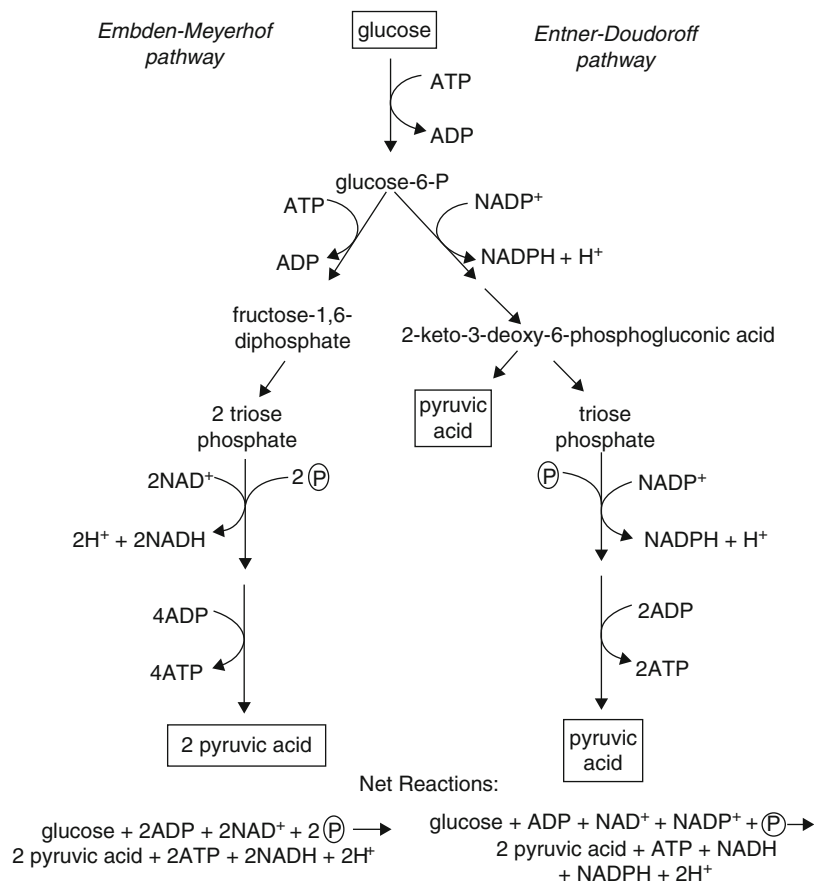 Embden-Meyerhof
pathway
glucose
Entner-Doudoroff
pathway
ATP
ADP
glucose-6-P
ATP
ADP
NADP⁺
NADPH + H⁺
fructose-1,6-
diphosphate
2-keto-3-deoxy-6-phosphogluconic acid
2 triose
phosphate
pyruvic
acid
triose
phosphate
2NAD⁺
2 P
2H⁺ + 2NADH
P
NADP⁺
NADPH + H⁺
4ADP
4ATP
2ADP
2ATP
2 pyruvic acid
pyruvic
acid
Net Reactions:
glucose + 2ADP + 2NAD⁺ + 2 P →
2 pyruvic acid + 2ATP + 2NADH + 2H⁺
glucose + ADP + NAD⁺ + NADP⁺ + P →
2 pyruvic acid + ATP + NADH
+ NADPH + 2H⁺